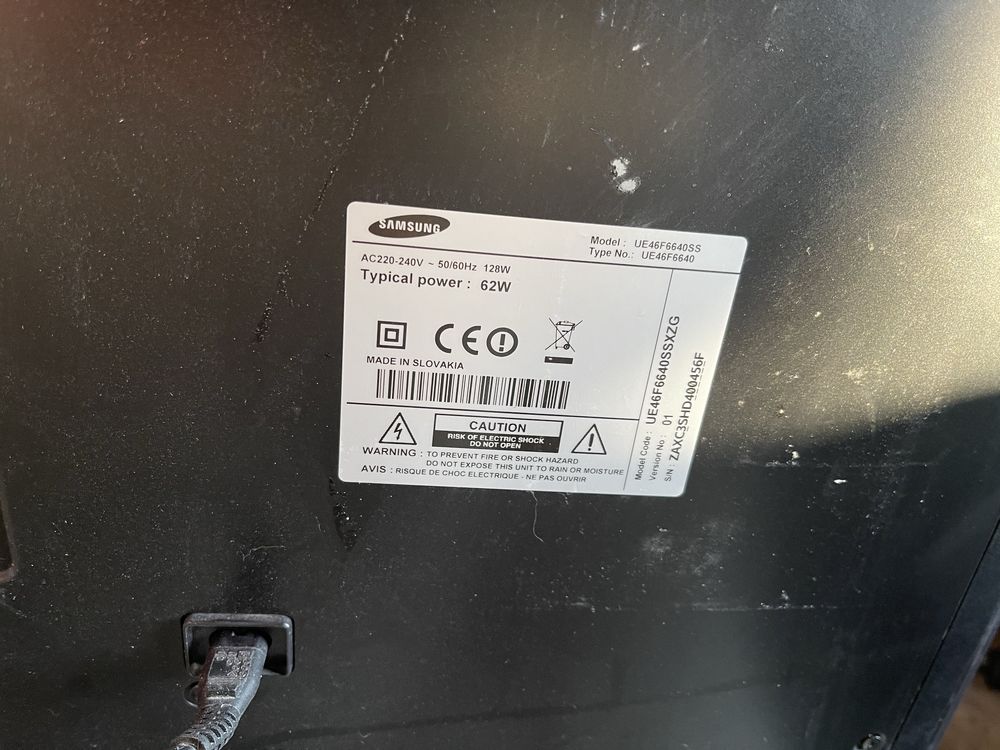 SAMSUNG
Model : UE46F6640SS
Type No.: UE46F6640
AC220-240V ~ 50/60Hz 128W
Typical power : 62W
CE
MADE IN SLOVAKIA
CAUTION
RISK OF ELECTRIC SHOCK
DO NOT OPEN
WARNING : TO PREVENT FIRE OR SHOCK HAZARD
DO NOT EXPOSE THIS UNIT TO RAIN OR MOISTURE
AVIS : RISQUE DE CHOC ELECTRIQUE - NE PAS OUVRIR
Model Code : UE46F6640SSXZG
Version No : 01
S/N : ZAXC3SHD400456F